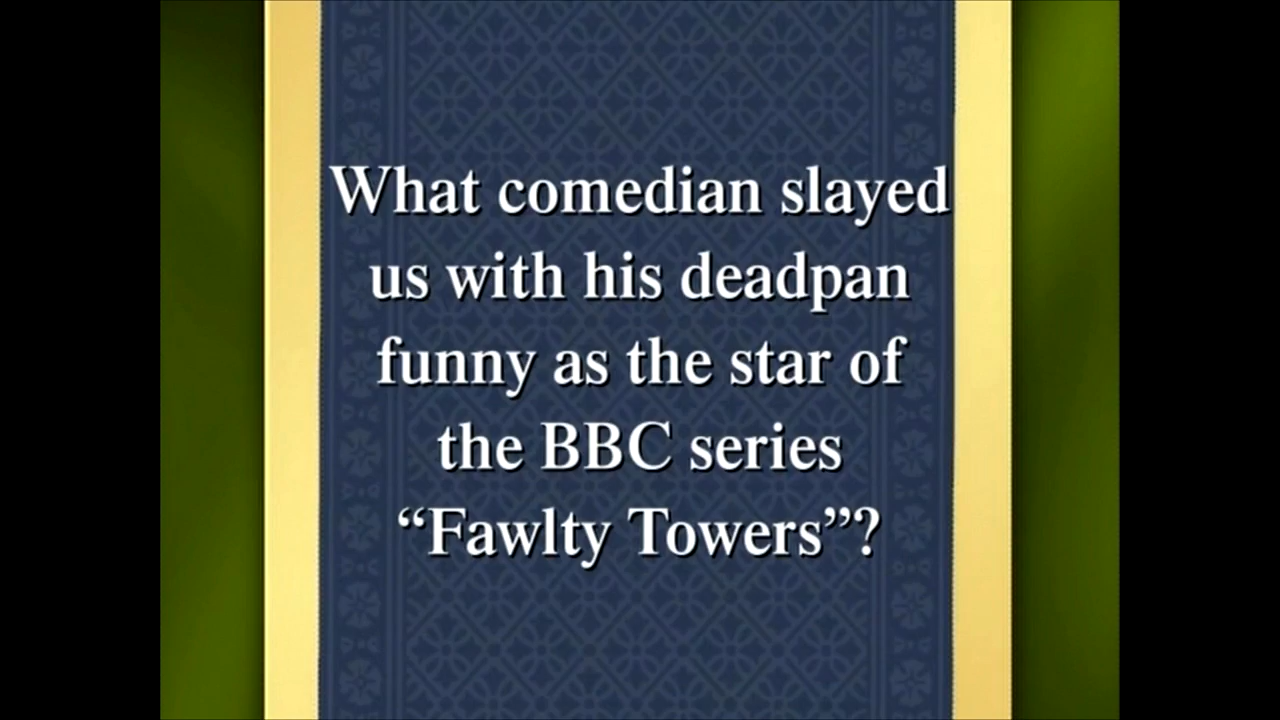 What comedian slayed
us with his deadpan
funny as the star of
the BBC series
“Fawlty Towers”?